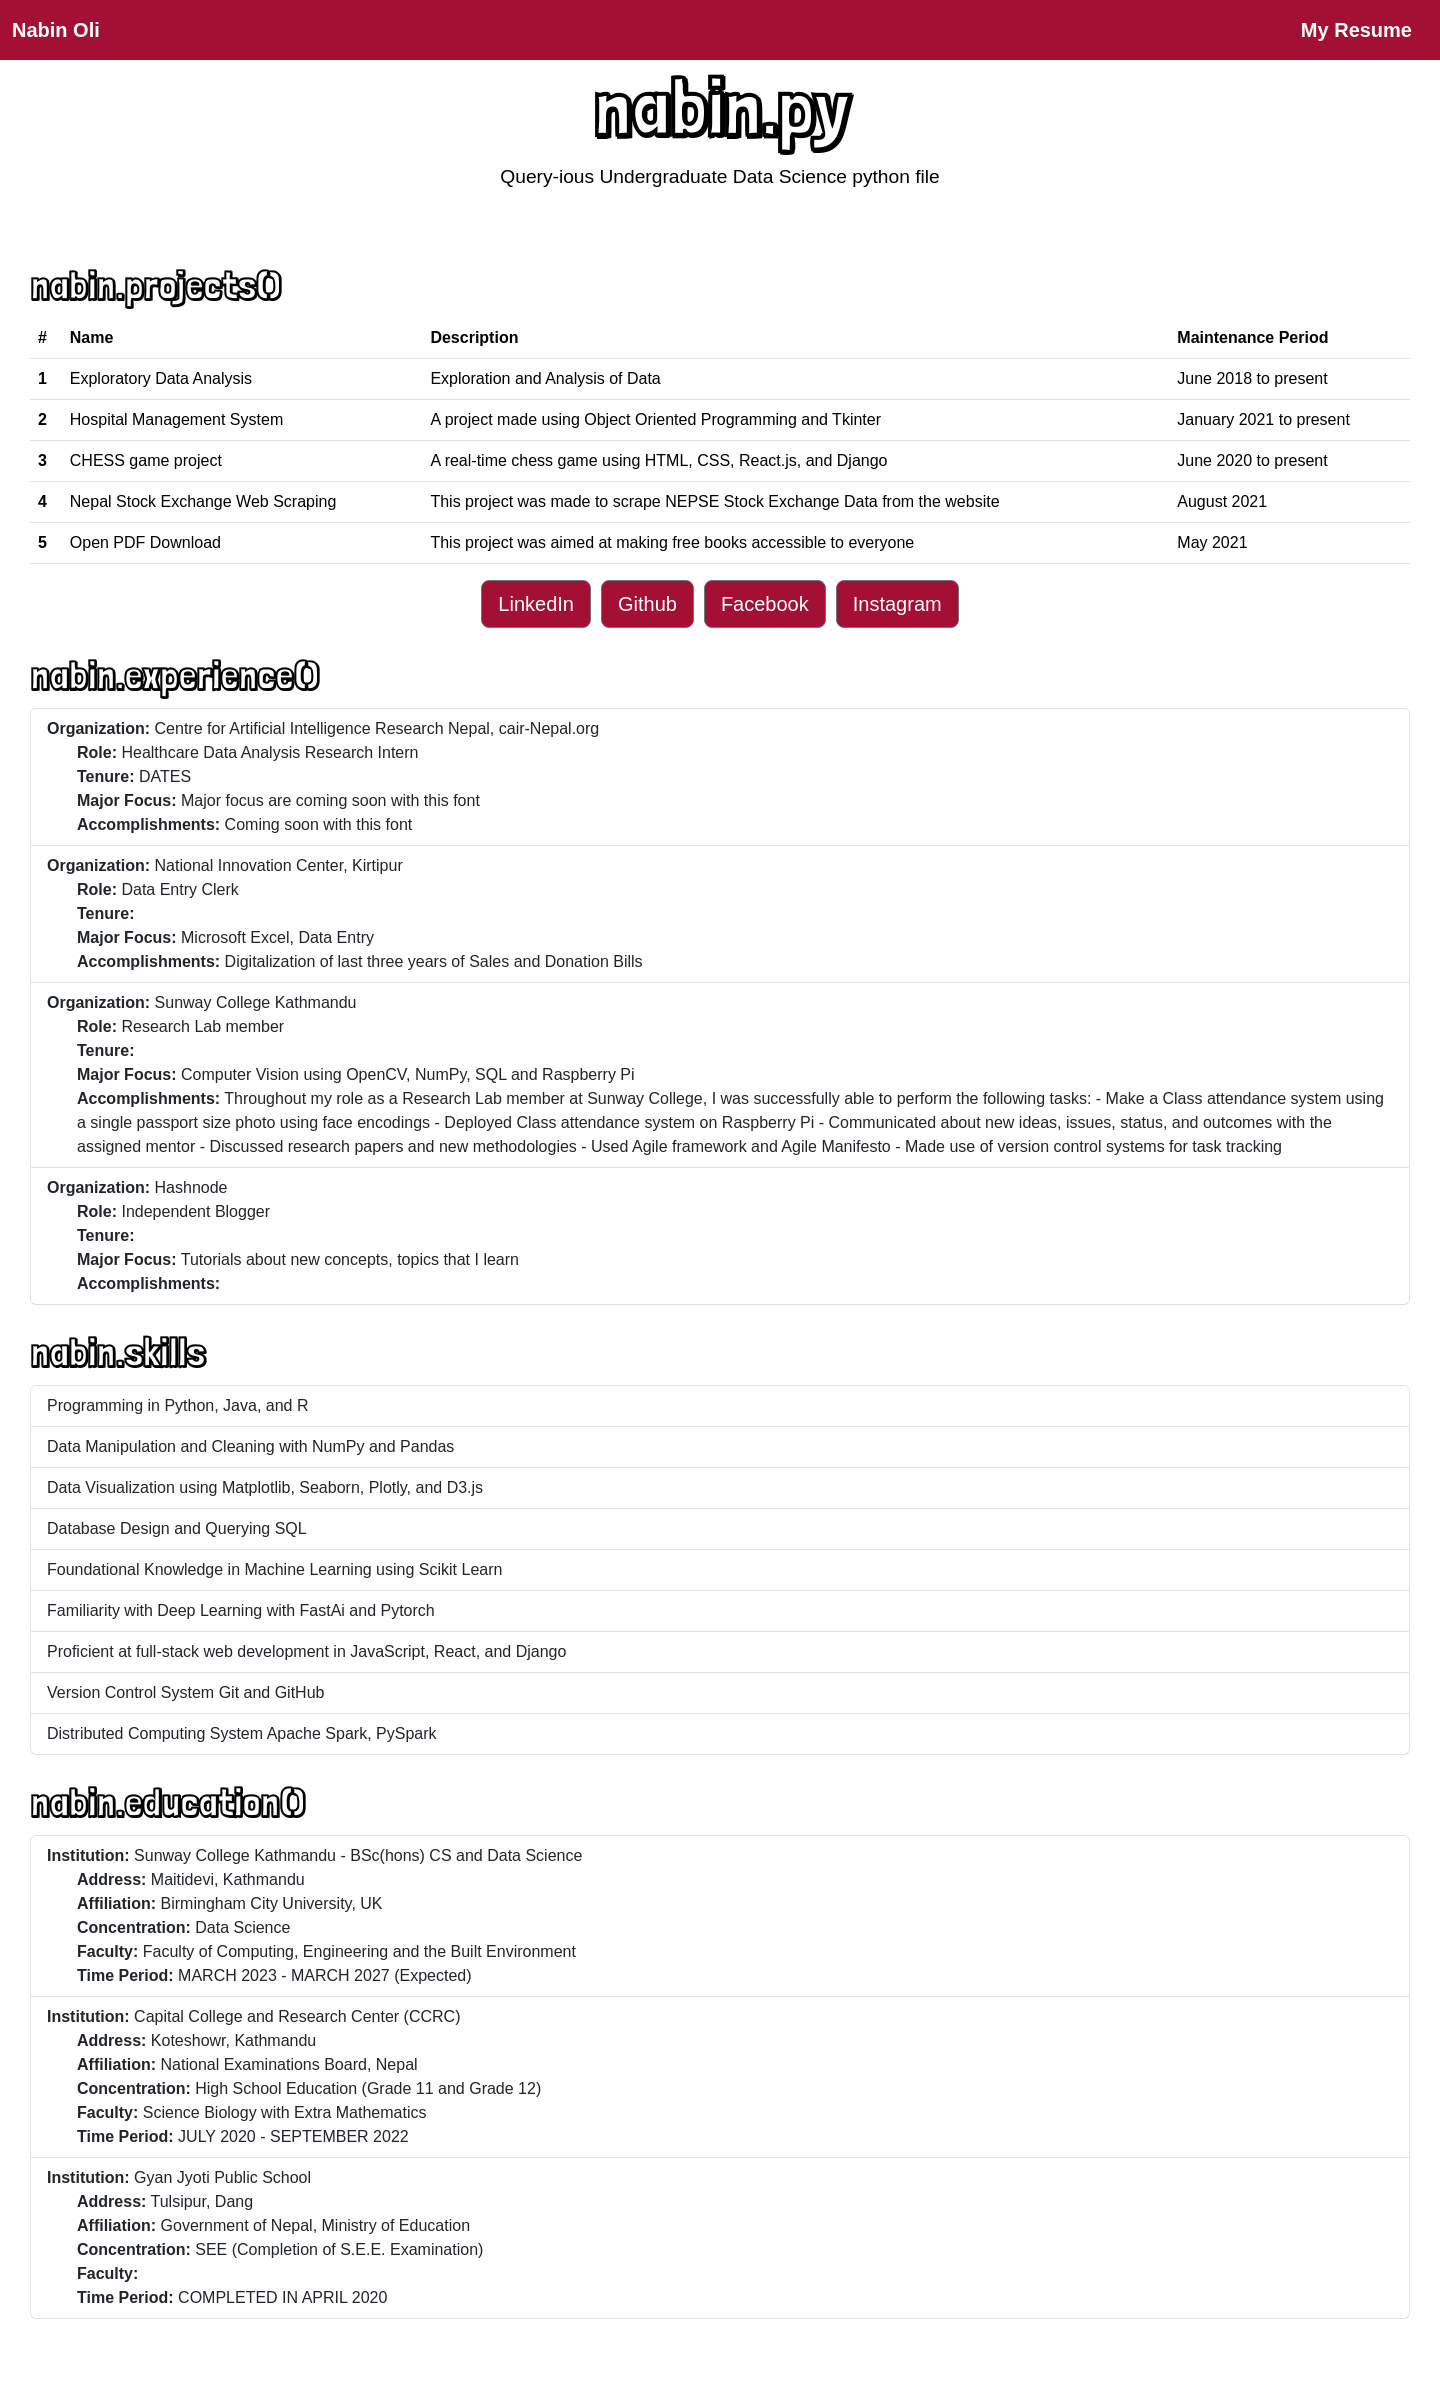 Nabin Oli
My Resume
nabin.py
Query-ious Undergraduate Data Science python file
nabin.projects()
# Name Description Maintenance Period
1 Exploratory Data Analysis Exploration and Analysis of Data June 2018 to present
2 Hospital Management System A project made using Object Oriented Programming and Tkinter January 2021 to present
3 CHESS game project A real-time chess game using HTML, CSS, React.js, and Django June 2020 to present
4 Nepal Stock Exchange Web Scraping This project was made to scrape NEPSE Stock Exchange Data from the website August 2021
5 Open PDF Download This project was aimed at making free books accessible to everyone May 2021
LinkedIn Github Facebook Instagram
nabin.experience()
Organization: Centre for Artificial Intelligence Research Nepal, cair-Nepal.org
Role: Healthcare Data Analysis Research Intern
Tenure: DATES
Major Focus: Major focus are coming soon with this font
Accomplishments: Coming soon with this font
Organization: National Innovation Center, Kirtipur
Role: Data Entry Clerk
Tenure:
Major Focus: Microsoft Excel, Data Entry
Accomplishments: Digitalization of last three years of Sales and Donation Bills
Organization: Sunway College Kathmandu
Role: Research Lab member
Tenure:
Major Focus: Computer Vision using OpenCV, NumPy, SQL and Raspberry Pi
Accomplishments: Throughout my role as a Research Lab member at Sunway College, I was successfully able to perform the following tasks: - Make a Class attendance system using
a single passport size photo using face encodings - Deployed Class attendance system on Raspberry Pi - Communicated about new ideas, issues, status, and outcomes with the
assigned mentor - Discussed research papers and new methodologies - Used Agile framework and Agile Manifesto - Made use of version control systems for task tracking
Organization: Hashnode
Role: Independent Blogger
Tenure:
Major Focus: Tutorials about new concepts, topics that I learn
Accomplishments:
nabin.skills
Programming in Python, Java, and R
Data Manipulation and Cleaning with NumPy and Pandas
Data Visualization using Matplotlib, Seaborn, Plotly, and D3.js
Database Design and Querying SQL
Foundational Knowledge in Machine Learning using Scikit Learn
Familiarity with Deep Learning with FastAi and Pytorch
Proficient at full-stack web development in JavaScript, React, and Django
Version Control System Git and GitHub
Distributed Computing System Apache Spark, PySpark
nabin.education()
Institution: Sunway College Kathmandu - BSc(hons) CS and Data Science
Address: Maitidevi, Kathmandu
Affiliation: Birmingham City University, UK
Concentration: Data Science
Faculty: Faculty of Computing, Engineering and the Built Environment
Time Period: MARCH 2023 - MARCH 2027 (Expected)
Institution: Capital College and Research Center (CCRC)
Address: Koteshowr, Kathmandu
Affiliation: National Examinations Board, Nepal
Concentration: High School Education (Grade 11 and Grade 12)
Faculty: Science Biology with Extra Mathematics
Time Period: JULY 2020 - SEPTEMBER 2022
Institution: Gyan Jyoti Public School
Address: Tulsipur, Dang
Affiliation: Government of Nepal, Ministry of Education
Concentration: SEE (Completion of S.E.E. Examination)
Faculty:
Time Period: COMPLETED IN APRIL 2020